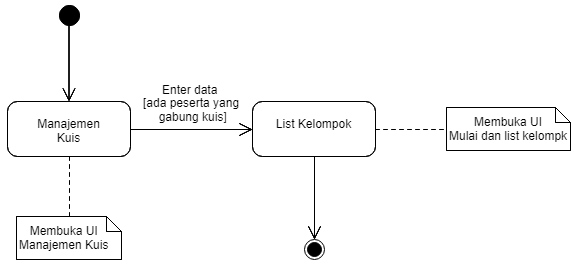 Enter data
[ada peserta yang
gabung kuis]
Manajemen
Kuis
List Kelompok
Membuka UI
Mulai dan list kelompk
Membuka UI
Manajemen Kuis